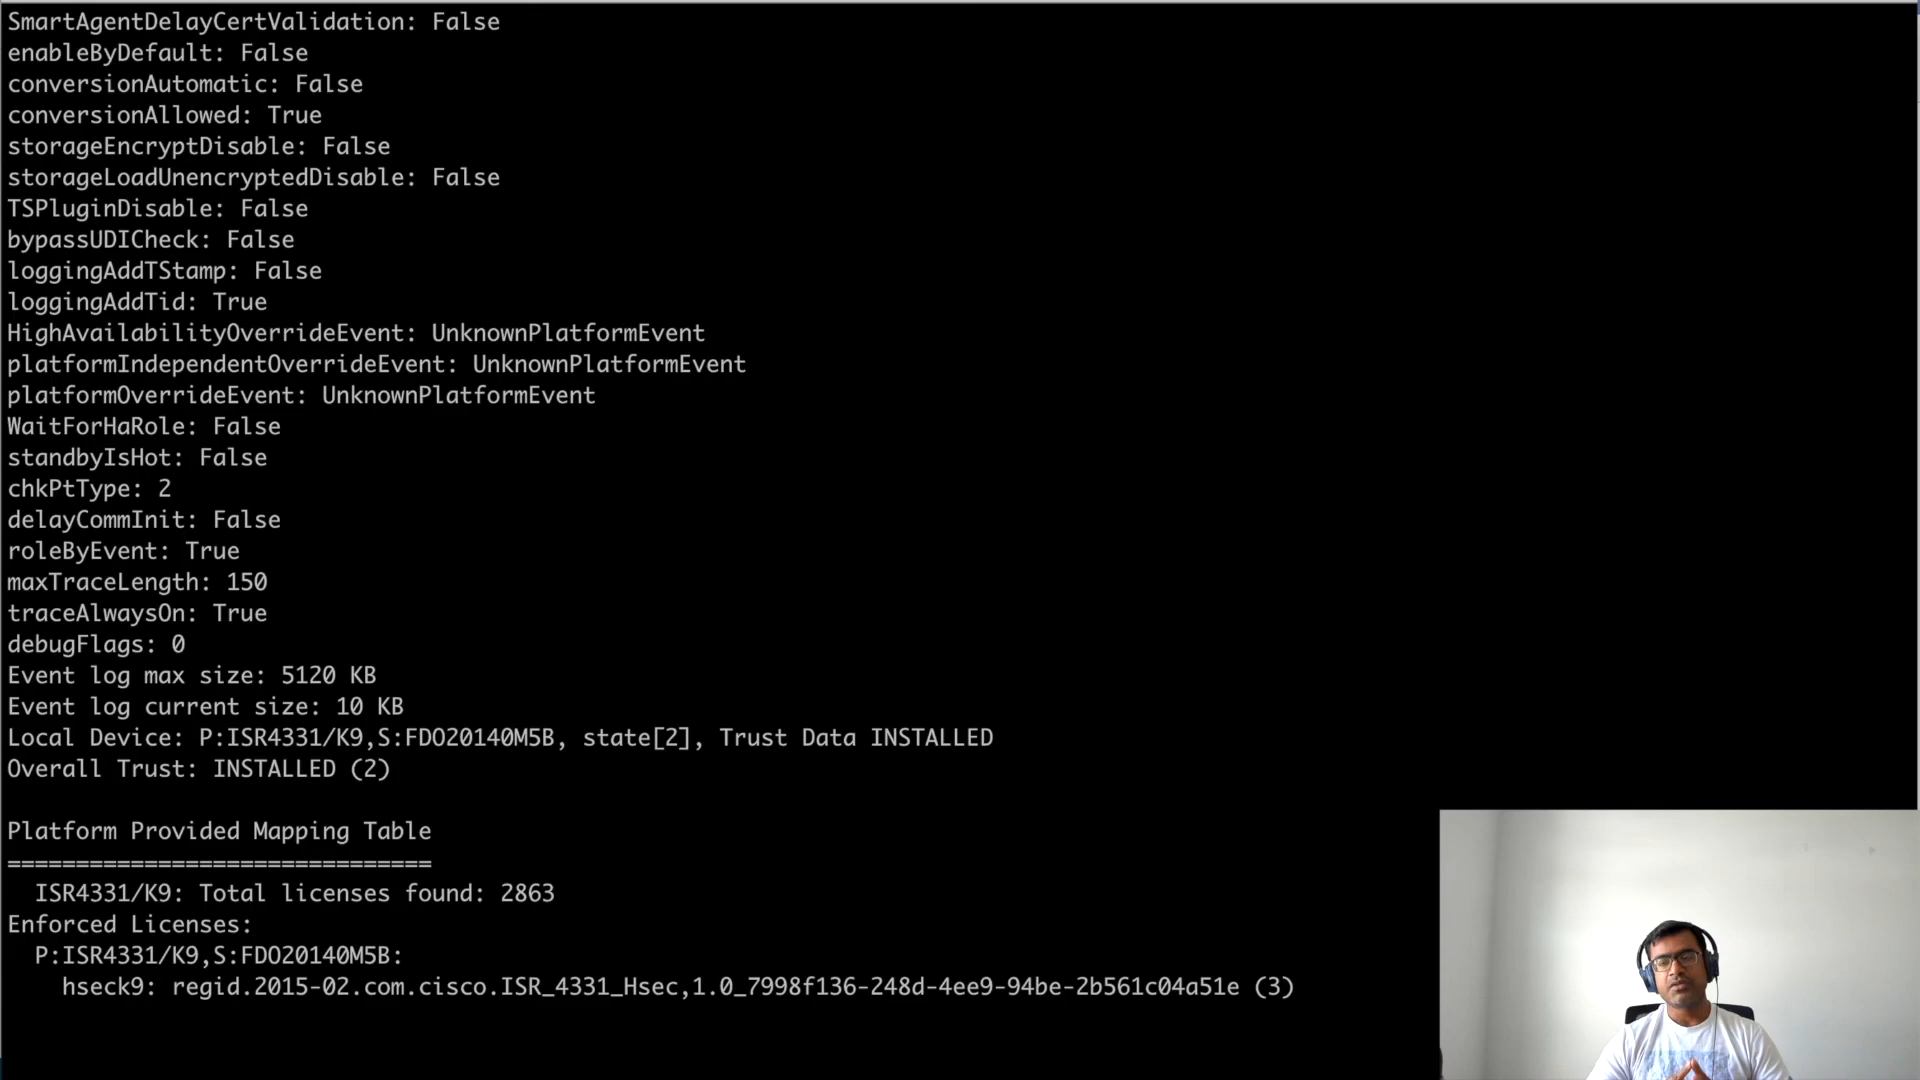 SmartAgentDelayCertValidation: False
enableByDefault: False
conversionAutomatic: False
conversionAllowed: True
storageEncryptDisable: False
storageLoadUnencryptedDisable: False
TSPluginDisable: False
bypassUDICheck: False
loggingAddTStamp: False
loggingAddTid: True
HighAvailabilityOverrideEvent: UnknownPlatformEvent
platformIndependentOverrideEvent: UnknownPlatformEvent
platformOverrideEvent: UnknownPlatformEvent
WaitForHaRole: False
standbyIsHot: False
chkPtType: 2
delayCommInit: False
roleByEvent: True
maxTraceLength: 150
traceAlwaysOn: True
debugFlags: 0
Event log max size: 5120 KB
Event log current size: 10 KB
Local Device: P:ISR4331/K9,S:FDO20140M5B, state[2], Trust Data INSTALLED
Overall Trust: INSTALLED (2)
Platform Provided Mapping Table
===============================
ISR4331/K9: Total licenses found: 2863
Enforced Licenses:
P:ISR4331/K9,S:FDO20140M5B:
hseck9: regid.2015-02.com.cisco.ISR_4331_Hsec,1.0_7998f136-248d-4ee9-94be-2b561c04a51e (3)